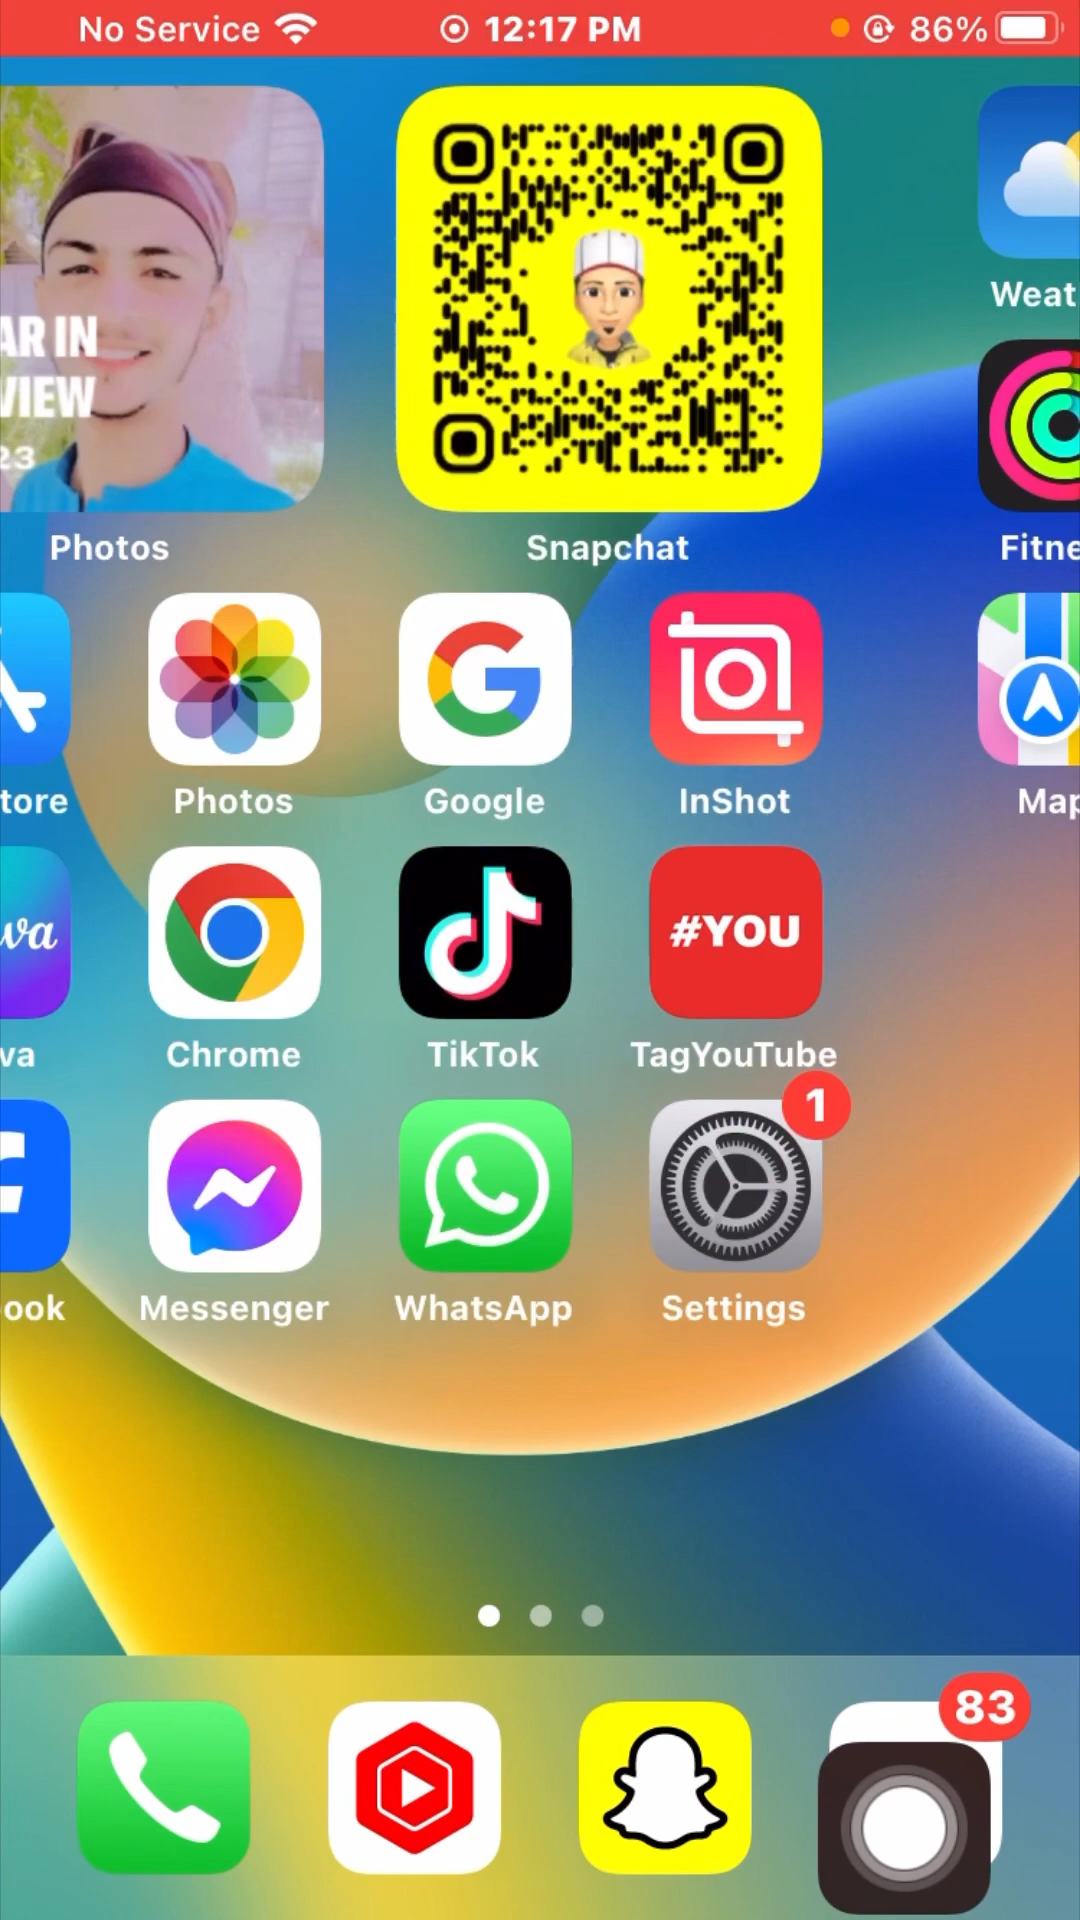 No Service 12:17 PM 86%
AR IN
VIEW
23
Photos Snapchat Weat
Fitne
tore Photos Google InShot Map
va #YOU
va Chrome TikTok TagYouTube
1
ook Messenger WhatsApp Settings
83